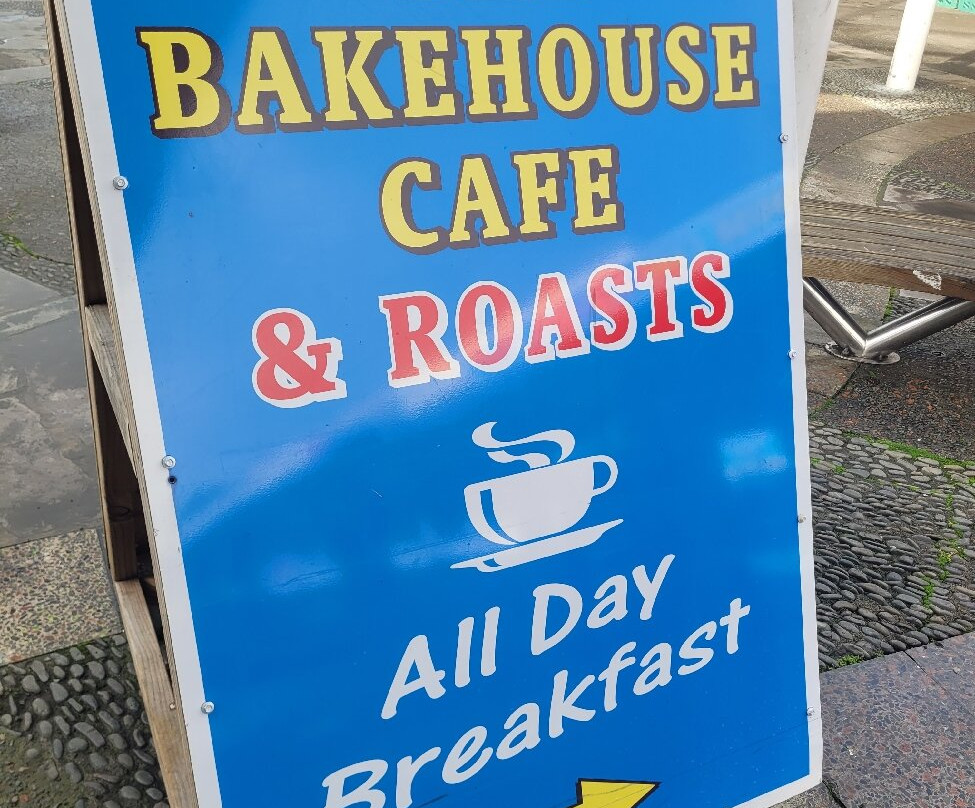 BAKEHOUSE
CAFE
& ROASTS
All Day
Breakfast